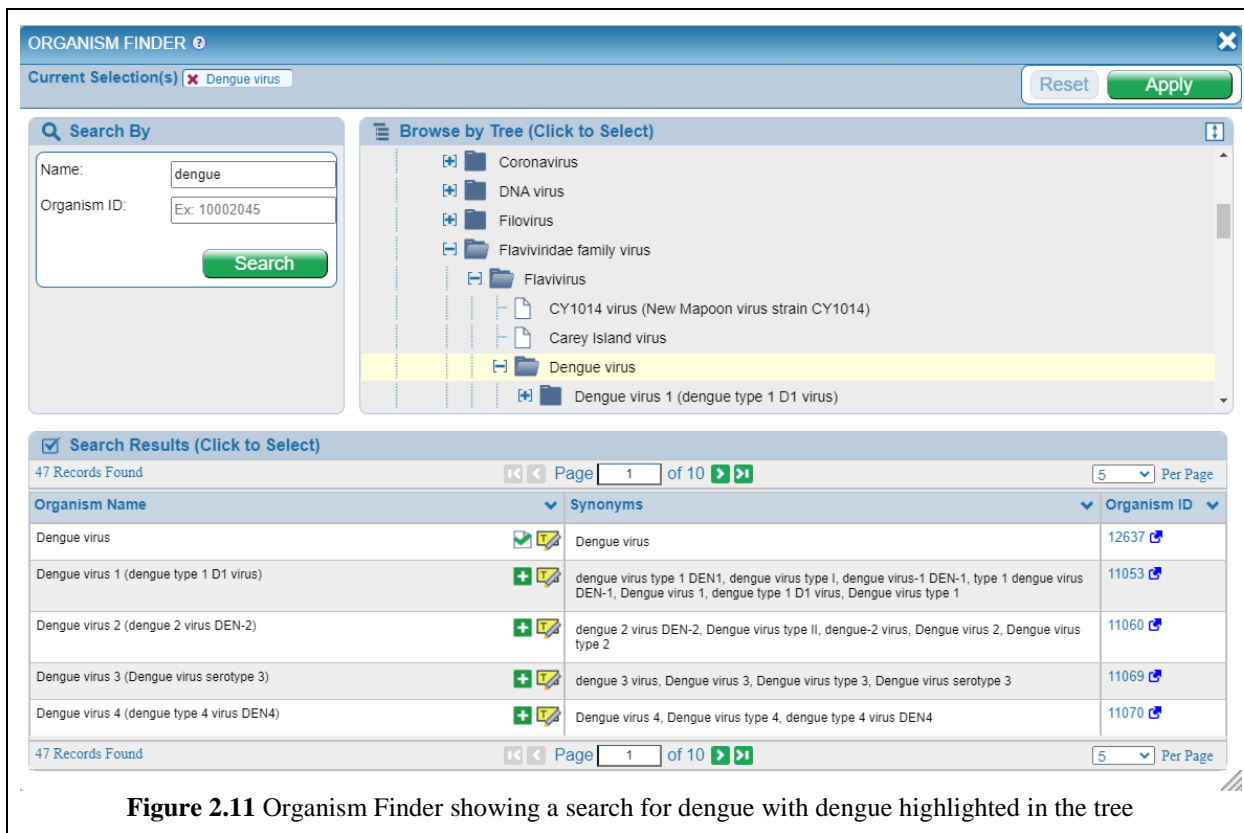 ORGANISM FINDER ?
Current Selection(s) Dengue virus
Reset Apply
Search By
Name: dengue
Organism ID: Ex: 10002045
Search
Browse by Tree (Click to Select)
Coronavirus
DNA virus
Filovirus
Flaviviridae family virus
Flavivirus
CY1014 virus (New Mapoon virus strain CY1014)
Carey Island virus
Dengue virus
Dengue virus 1 (dengue type 1 D1 virus)
Search Results (Click to Select)
47 Records Found Page 1 of 10 5 Per Page
Organism Name Synonyms Organism ID
Dengue virus T Dengue virus 12637
Dengue virus 1 (dengue type 1 D1 virus) T dengue virus type 1 DEN1, dengue virus type I, dengue virus-1 DEN-1, type 1 dengue virus 11053
DEN-1, Dengue virus 1, dengue type 1 D1 virus, Dengue virus type 1
Dengue virus 2 (dengue 2 virus DEN-2) T dengue 2 virus DEN-2, Dengue virus type II, dengue-2 virus, Dengue virus 2, Dengue virus 11060
type 2
Dengue virus 3 (Dengue virus serotype 3) T dengue 3 virus, Dengue virus 3, Dengue virus type 3, Dengue virus serotype 3 11069
Dengue virus 4 (dengue type 4 virus DEN4) T Dengue virus 4, Dengue virus type 4, dengue type 4 virus DEN4 11070
47 Records Found Page 1 of 10 5 Per Page
Figure 2.11 Organism Finder showing a search for dengue with dengue highlighted in the tree